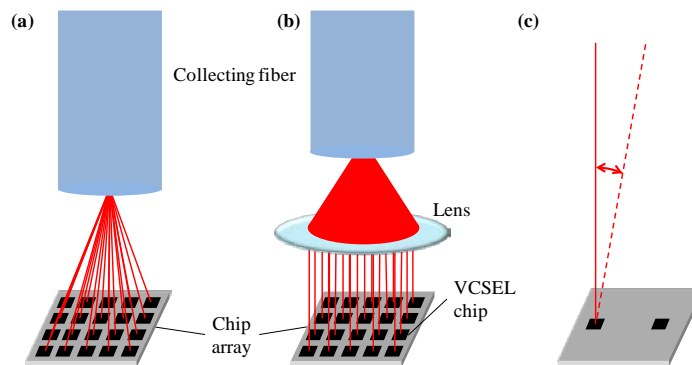 (a)
(b)
(c)
Collecting fiber
Lens
VCSEL
chip
Chip
array